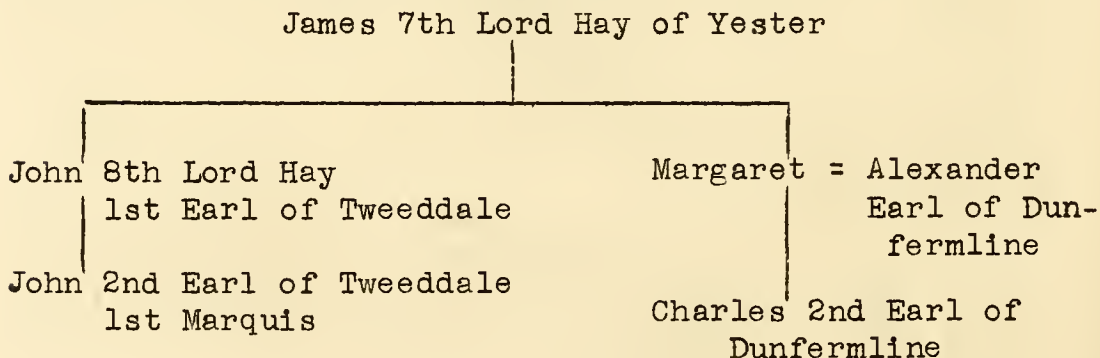 James 7th Lord Hay of Yester
John 8th Lord Hay
1st Earl of Tweeddale
John 2nd Earl of Tweeddale
1st Marquis
Margaret = Alexander
Earl of Dun-
fermline
Charles 2nd Earl of
Dunfermline